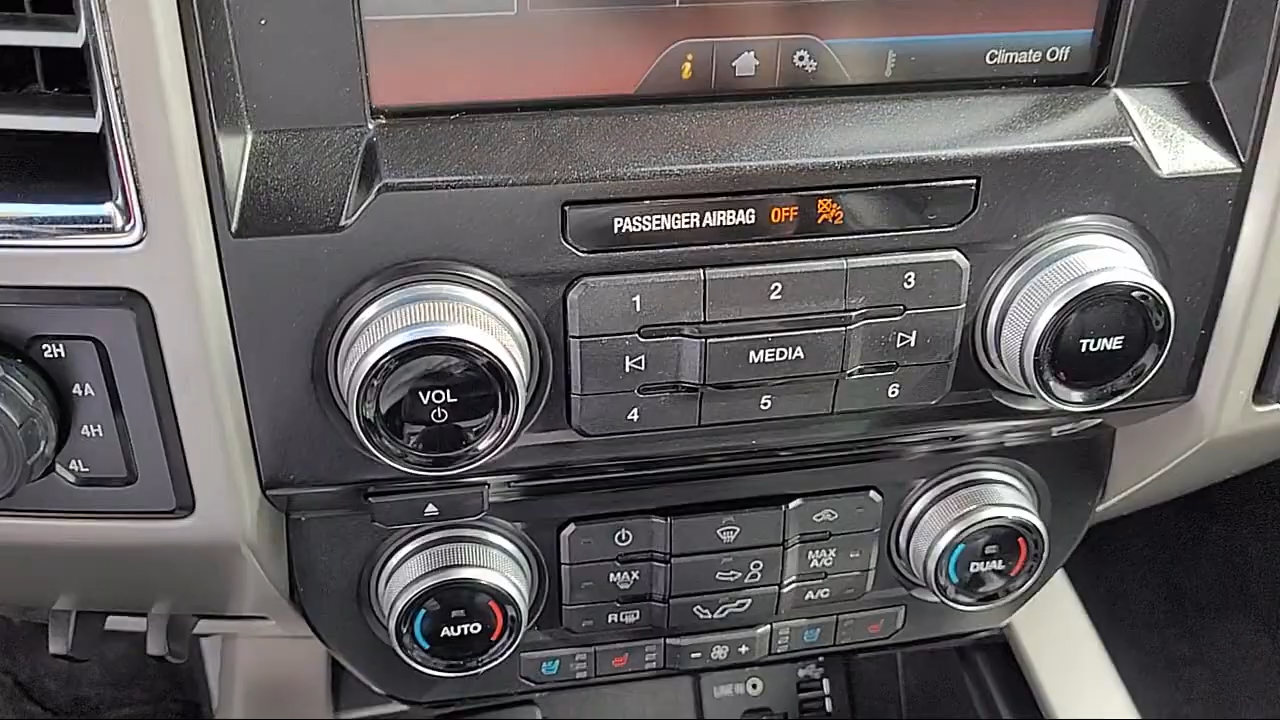 i
Climate Off
PASSENGER AIRBAG OFF 2
1 2 3
VOL
MEDIA
TUNE
4 5 6
2H
4A
4H
4L
MAX
MAX A/C
R
A/C
AUTO
DUAL
- +
LINE IN